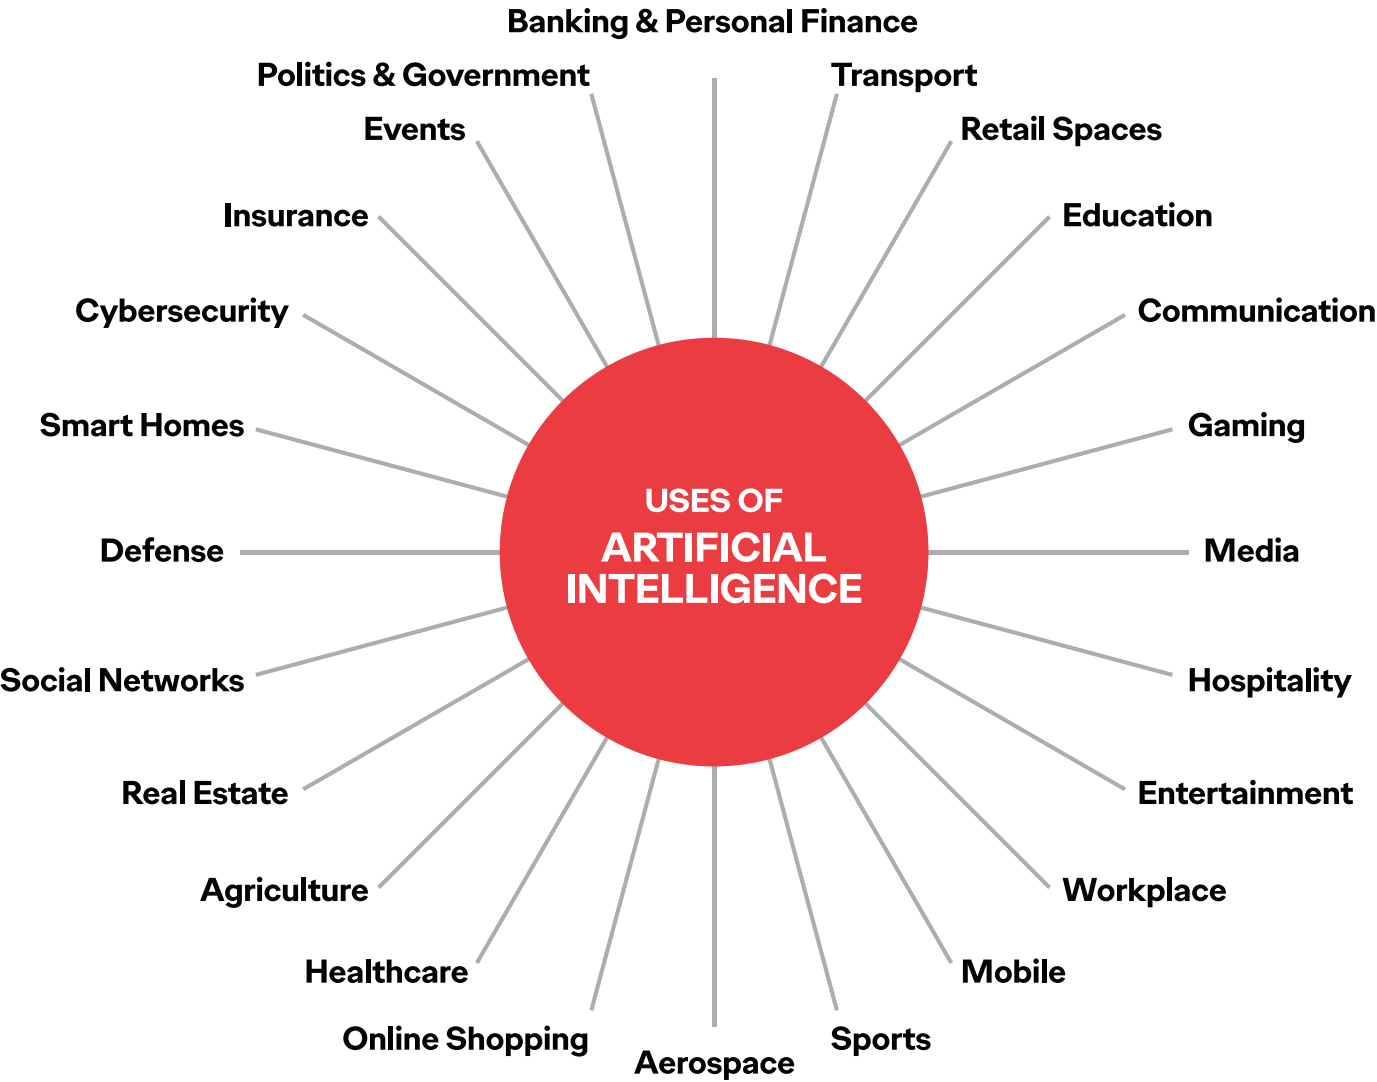 Banking & Personal Finance
Politics & Government
Transport
Events
Retail Spaces
Insurance
Education
Cybersecurity
Communication
Smart Homes
Gaming
USES OF
ARTIFICIAL
INTELLIGENCE
Defense
Media
Social Networks
Hospitality
Real Estate
Entertainment
Agriculture
Workplace
Healthcare
Mobile
Online Shopping
Sports
Aerospace